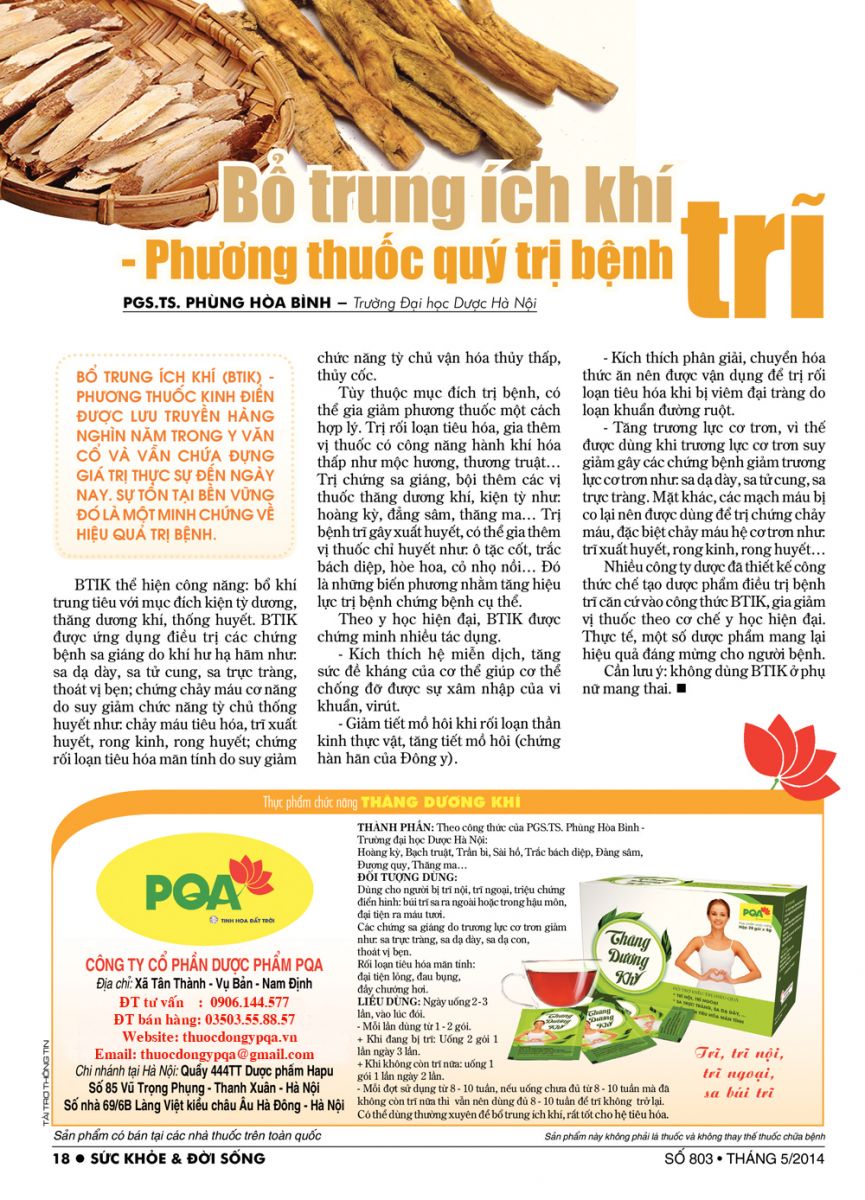 Bổ trung ích khí
- Phương thuốc quý trị bệnh trĩ
PGS.TS. PHÙNG HÒA BÌNH – Trường Đại học Dược Hà Nội
BỔ TRUNG ÍCH KHÍ (BTIK) -
PHƯƠNG THUỐC KINH ĐIỂN
ĐƯỢC LƯU TRUYỀN HÀNG
NGHÌN NĂM TRONG Y VĂN
CỔ VÀ VẪN CHỨA ĐỰNG
GIÁ TRỊ THỰC SỰ ĐẾN NGÀY
NAY. SỰ TỒN TẠI BỀN VỮNG
ĐÓ LÀ MỘT MINH CHỨNG VỀ
HIỆU QUẢ TRỊ BỆNH.
BTIK thể hiện công năng: bổ khí
trung tiêu với mục đích kiện tỳ dương,
thăng dương khí, thống huyết. BTIK
được ứng dụng điều trị các chứng
bệnh sa giáng do khí hư hạ hãm như:
sa dạ dày, sa tử cung, sa trực tràng,
thoát vị bẹn; chứng chảy máu cơ năng
do suy giảm chức năng tỳ chủ thống
huyết như: chảy máu tiêu hóa, trĩ xuất
huyết, rong kinh, rong huyết; chứng
rối loạn tiêu hóa mãn tính do suy giảm
chức năng tỳ chủ vận hóa thủy thấp,
thủy cốc.
Tùy thuộc mục đích trị bệnh, có
thể gia giảm phương thuốc một cách
hợp lý. Trị rối loạn tiêu hóa, gia thêm
vị thuốc có công năng hành khí hóa
thấp như mộc hương, thương truật…
Trị chứng sa giáng, bội thêm các vị
thuốc thăng dương khí, kiện tỳ như:
hoàng kỳ, đẳng sâm, thăng ma… Trị
bệnh trĩ gây xuất huyết, có thể gia thêm
vị thuốc chỉ huyết như: ô tặc cốt, trắc
bách diệp, hòe hoa, cỏ nhọ nồi… Đó
là những biến phương nhằm tăng hiệu
lực trị bệnh chứng bệnh cụ thể.
Theo y học hiện đại, BTIK được
chứng minh nhiều tác dụng.
- Kích thích hệ miễn dịch, tăng
sức đề kháng của cơ thể giúp cơ thể
chống đỡ được sự xâm nhập của vi
khuẩn, virút.
- Giảm tiết mồ hôi khi rối loạn thần
kinh thực vật, tăng tiết mồ hôi (chứng
hàn hãn của Đông y).
- Kích thích phân giải, chuyển hóa
thức ăn nên được vận dụng để trị rối
loạn tiêu hóa khi bị viêm đại tràng do
loạn khuẩn đường ruột.
- Tăng trương lực cơ trơn, vì thế
được dùng khi trương lực cơ trơn suy
giảm gây các chứng bệnh giảm trương
lực cơ trơn như: sa dạ dày, sa tử cung, sa
trực tràng. Mặt khác, các mạch máu bị
co lại nên được dùng để trị chứng chảy
máu, đặc biệt chảy máu hệ cơ trơn như:
trĩ xuất huyết, rong kinh, rong huyết…
Nhiều công ty dược đã thiết kế công
thức chế tạo dược phẩm điều trị bệnh
trĩ căn cứ vào công thức BTIK, gia giảm
vị thuốc theo cơ chế y học hiện đại.
Thực tế, một số dược phẩm mang lại
hiệu quả đáng mừng cho người bệnh.
Cần lưu ý: không dùng BTIK ở phụ
nữ mang thai. ■
Thực phẩm chức năng THĂNG DƯƠNG KHÍ
PQA
TINH HOA ĐẤT TRỜI
CÔNG TY CỔ PHẦN DƯỢC PHẨM PQA
Địa chỉ: Xã Tân Thành - Vụ Bản - Nam Định
ĐT tư vấn : 0906.144.577
ĐT bán hàng: 03503.55.88.57
Website: thuocdongypqa.vn
Email: thuocdongypqa@gmail.com
Chi nhánh tại Hà Nội: Quầy 444TT Dược phẩm Hapu
Số 85 Vũ Trọng Phụng - Thanh Xuân - Hà Nội
Số nhà 69/6B Làng Việt kiều châu Âu Hà Đông - Hà Nội
THÀNH PHẦN: Theo công thức của PGS.TS. Phùng Hòa Bình -
Trường đại học Dược Hà Nội:
Hoàng kỳ, Bạch truật, Trần bì, Sài hồ, Trắc bách diệp, Đảng sâm,
Đương quy, Thăng ma…
ĐỐI TƯỢNG DÙNG:
Dùng cho người bị trĩ nội, trĩ ngoại, triệu chứng
điển hình: búi trĩ sa ra ngoài hoặc trong hậu môn,
đại tiện ra máu tươi.
Các chứng sa giáng do trương lực cơ trơn giảm
như: sa trực tràng, sa dạ dày, sa dạ con,
thoát vị bẹn.
Rối loạn tiêu hóa mãn tính:
đại tiện lỏng, đau bụng,
đầy chướng hơi.
LIỀU DÙNG: Ngày uống 2-3
lần, vào lúc đói.
- Mỗi lần dùng từ 1 - 2 gói.
+ Khi đang bị trĩ: Uống 2 gói 1
lần ngày 3 lần.
+ Khi không còn trĩ nữa: uống 1
gói 1 lần ngày 2 lần.
- Mỗi đợt sử dụng từ 8 - 10 tuần, nếu uống chưa đủ từ 8 - 10 tuần mà đã
không còn trĩ nữa thì vẫn nên dùng đủ 8 - 10 tuần để trĩ không trở lại.
Có thể dùng thường xuyên để bổ trung ích khí, rất tốt cho hệ tiêu hóa.
PQA
Thăng
Dương
Khí
Trĩ, trĩ nội,
trĩ ngoại,
sa búi trĩ
TÀI TRỢ THÔNG TIN
Sản phẩm có bán tại các nhà thuốc trên toàn quốc
Sản phẩm này không phải là thuốc và không thay thế thuốc chữa bệnh
18 ● SỨC KHỎE & ĐỜI SỐNG
SỐ 803 • THÁNG 5/2014